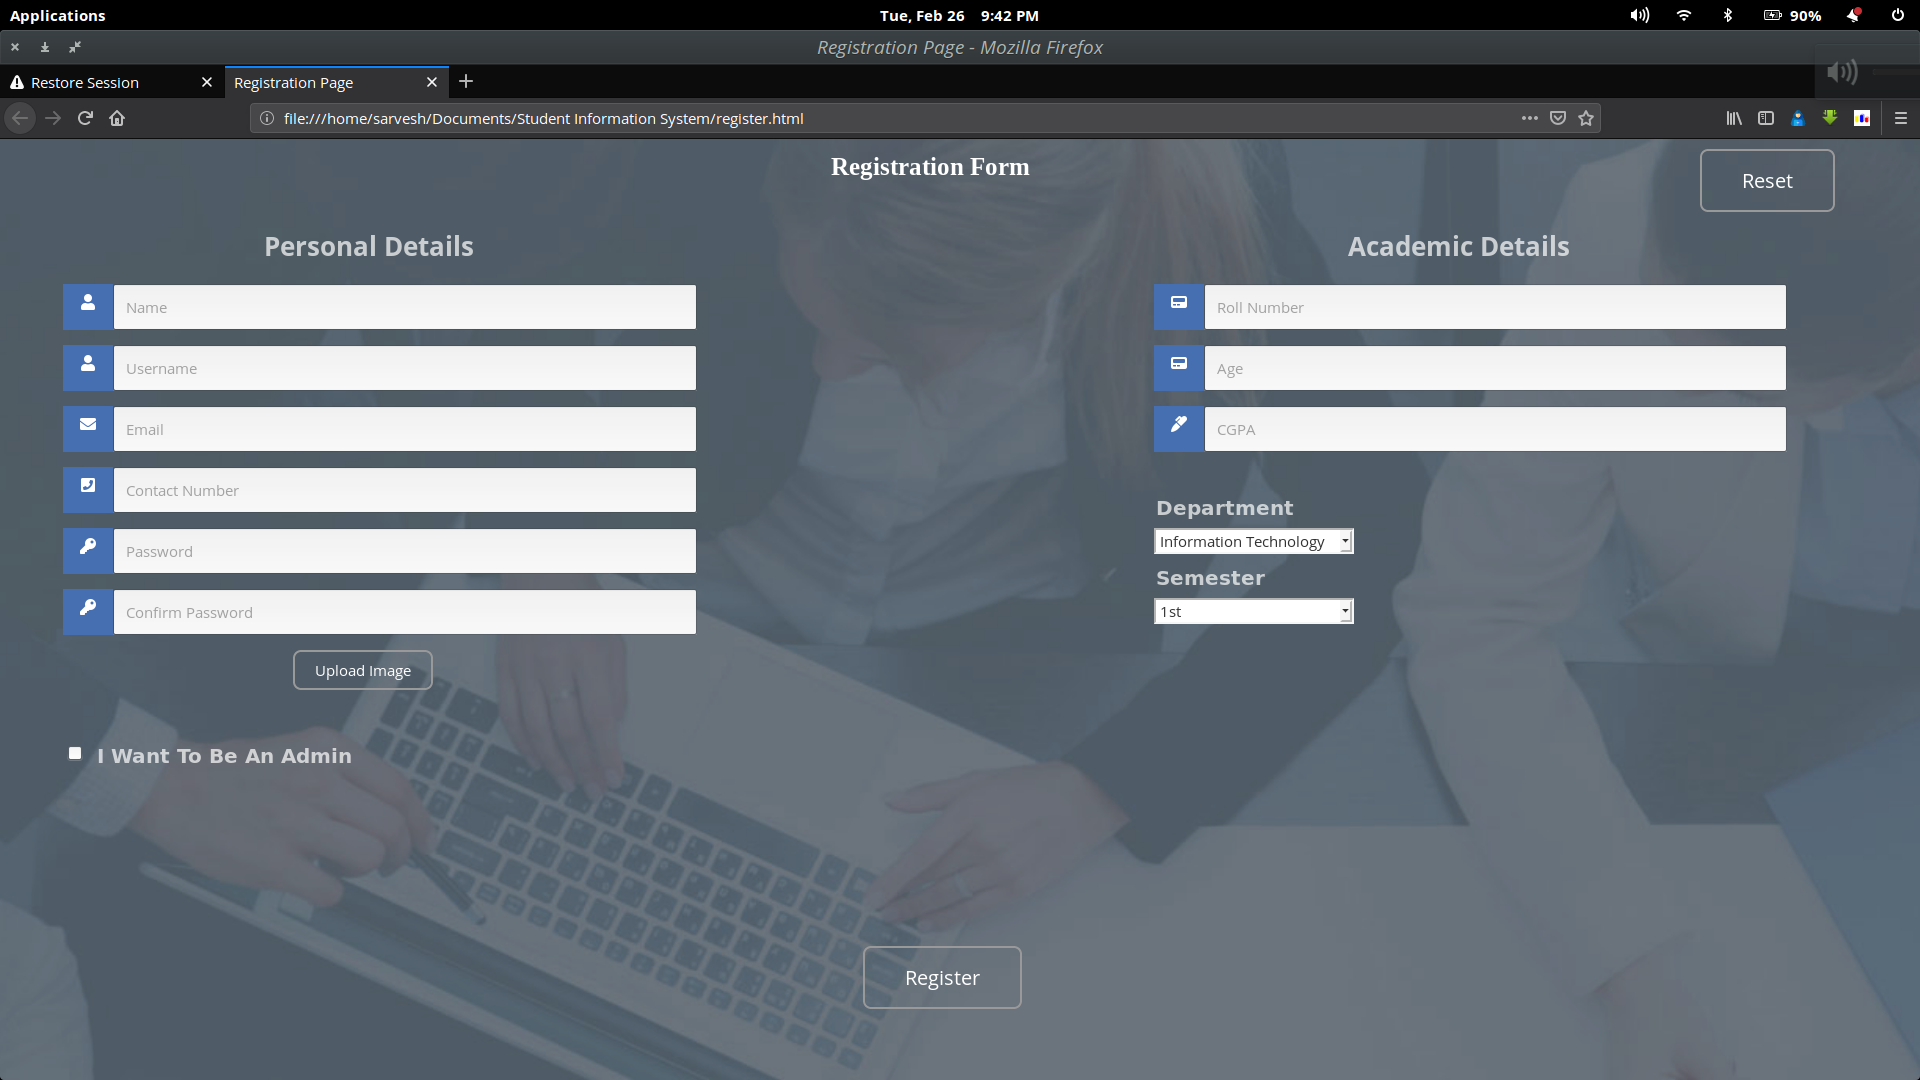 Applications
Tue, Feb 26 9:42 PM
90%
Registration Page - Mozilla Firefox
Restore Session
Registration Page
file:///home/sarvesh/Documents/Student Information System/register.html
Registration Form
Reset
Personal Details
Name
Username
Email
Contact Number
Password
Confirm Password
Upload Image
I Want To Be An Admin
Academic Details
Roll Number
Age
CGPA
Department
Information Technology
Semester
1st
Register